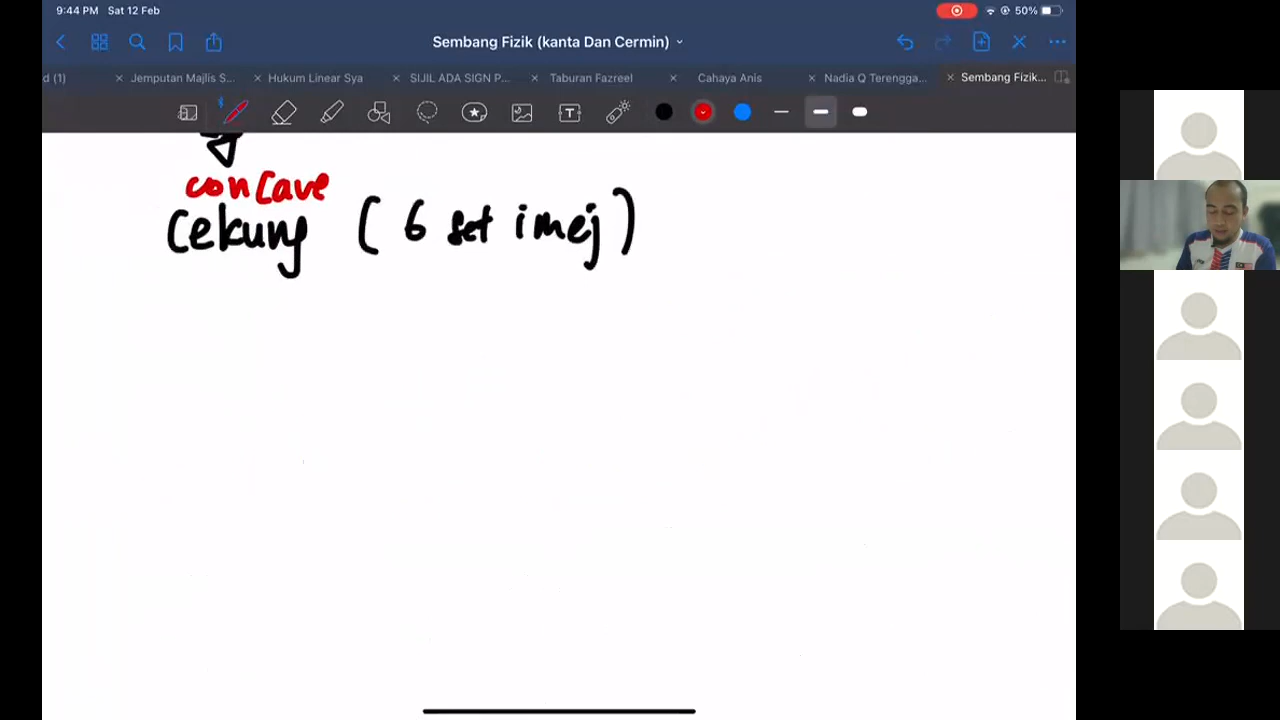 9:44 PM Sat 12 Feb 50%
Sembang Fizik (kanta Dan Cermin)
d (1) Jemputan Majlis S... Hukum Linear Sya SIJIL ADA SIGN P... Taburan Fazreel Cahaya Anis Nadia Q Terengga... Sembang Fizik...
T
concave
Cekung ( 6 set imej )